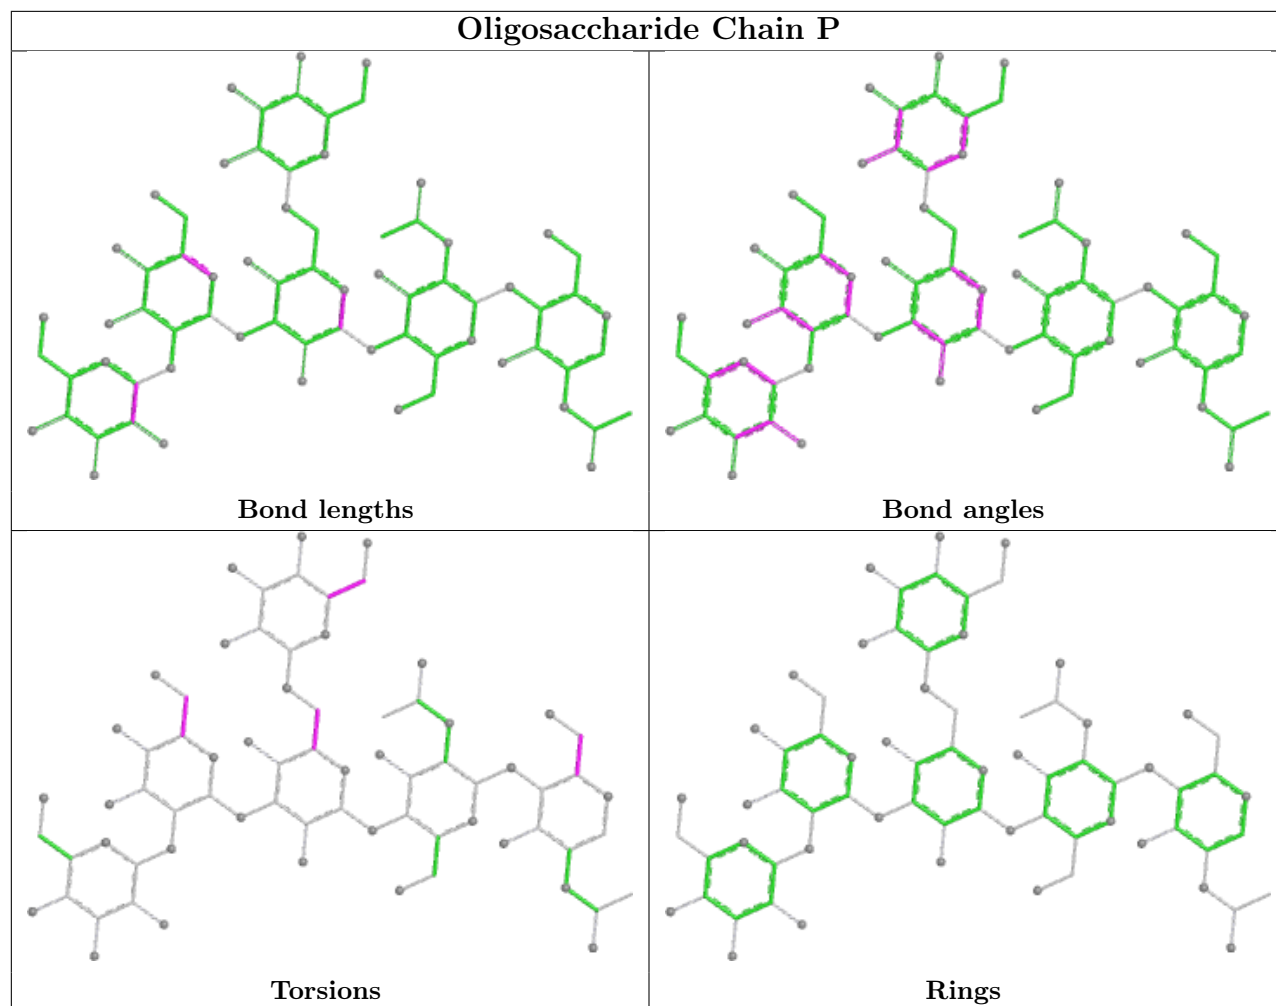 Oligosaccharide Chain P
Bond lengths
Bond angles
Torsions
Rings